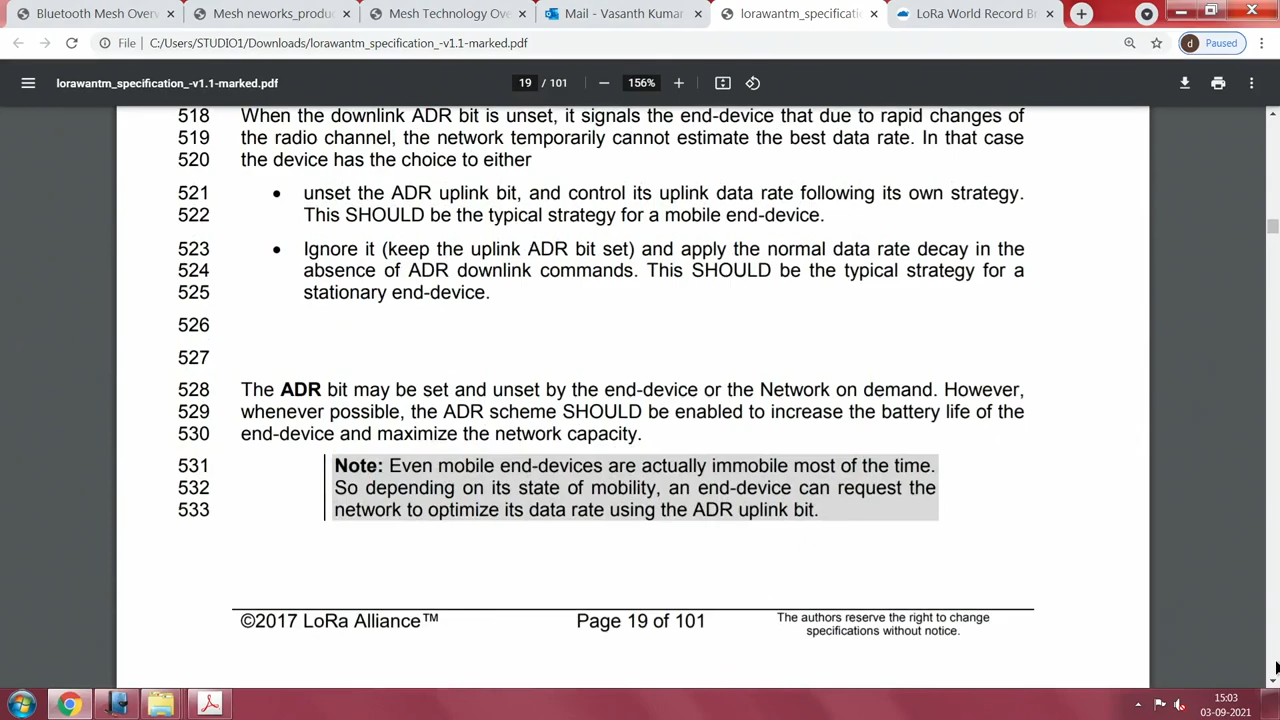 Bluetooth Mesh Overv
Mesh neworks_produc
Mesh Technology Ove
Mail - Vasanth Kumar
lorawantm_specificatio
LoRa World Record Br
File C:/Users/STUDIO1/Downloads/lorawantm_specification_-v1.1-marked.pdf
d Paused
lorawantm_specification_-v1.1-marked.pdf
19 / 101
156%
518 When the downlink ADR bit is unset, it signals the end-device that due to rapid changes of
519 the radio channel, the network temporarily cannot estimate the best data rate. In that case
520 the device has the choice to either
521 • unset the ADR uplink bit, and control its uplink data rate following its own strategy.
522 This SHOULD be the typical strategy for a mobile end-device.
523 • Ignore it (keep the uplink ADR bit set) and apply the normal data rate decay in the
524 absence of ADR downlink commands. This SHOULD be the typical strategy for a
525 stationary end-device.
526
527
528 The ADR bit may be set and unset by the end-device or the Network on demand. However,
529 whenever possible, the ADR scheme SHOULD be enabled to increase the battery life of the
530 end-device and maximize the network capacity.
531 Note: Even mobile end-devices are actually immobile most of the time.
532 So depending on its state of mobility, an end-device can request the
533 network to optimize its data rate using the ADR uplink bit.
©2017 LoRa Alliance™
Page 19 of 101
The authors reserve the right to change
specifications without notice.
15:03
03-09-2021